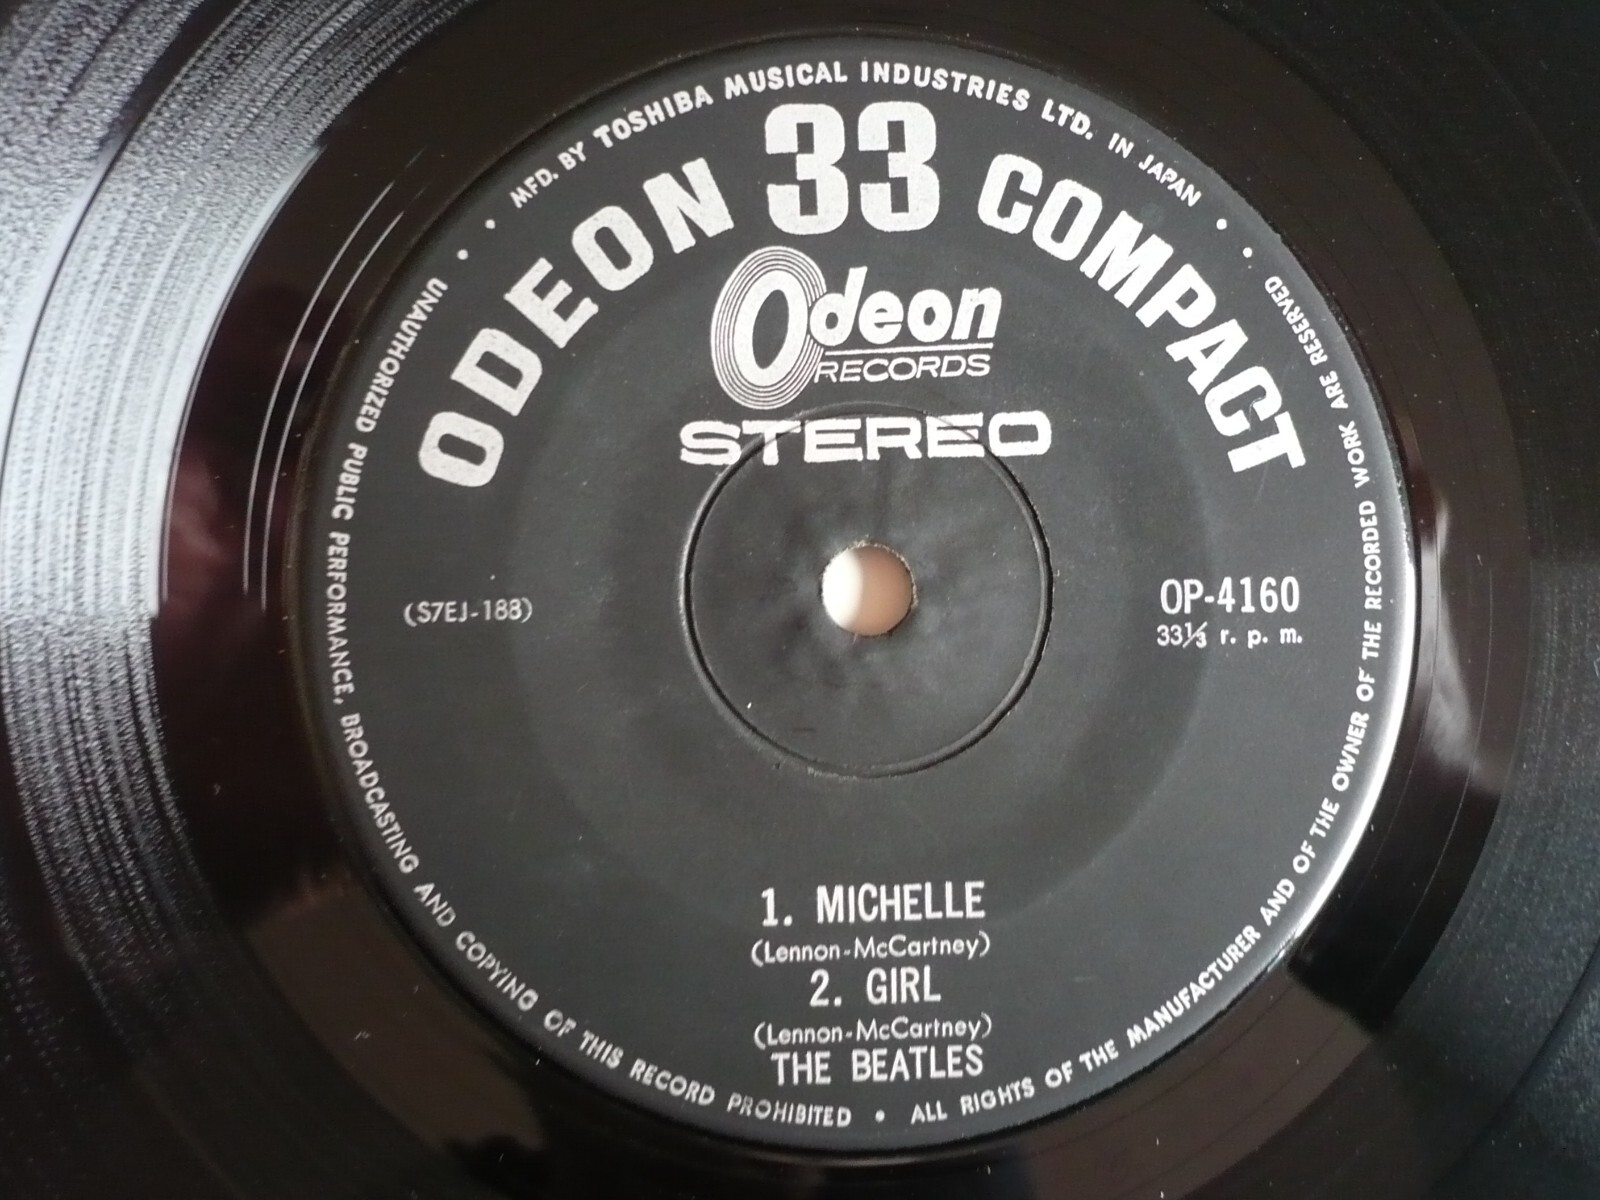 MFD. BY TOSHIBA MUSICAL INDUSTRIES LTD. IN JAPAN
ODEON 33 COMPACT
Odeon
RECORDS
STEREO
(S7EJ-188)
OP-4160
33⅓ r. p. m.
1. MICHELLE
(Lennon-McCartney)
2. GIRL
(Lennon-McCartney)
THE BEATLES
UNAUTHORIZED PUBLIC PERFORMANCE, BROADCASTING AND COPYING OF THIS RECORD PROHIBITED • ALL RIGHTS OF THE MANUFACTURER AND OF THE OWNER OF THE RECORDED WORK ARE RESERVED